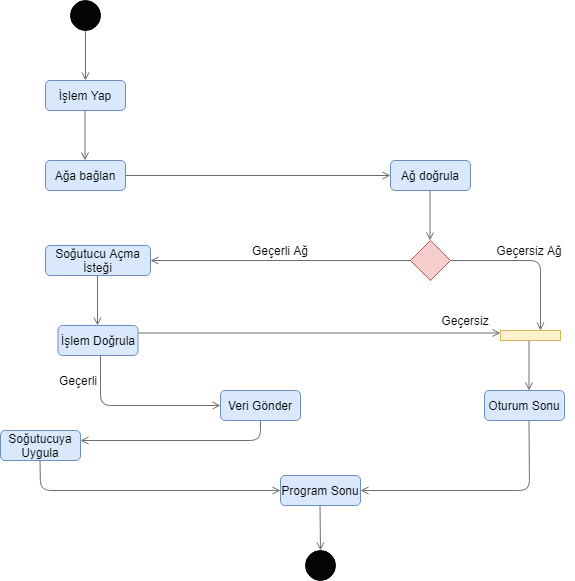 İşlem Yap
Ağa bağlan
Ağ doğrula
Geçerli Ağ
Geçersiz Ağ
Soğutucu Açma
İsteği
Geçersiz
İşlem Doğrula
Geçerli
Veri Gönder
Oturum Sonu
Soğutucuya
Uygula
Program Sonu